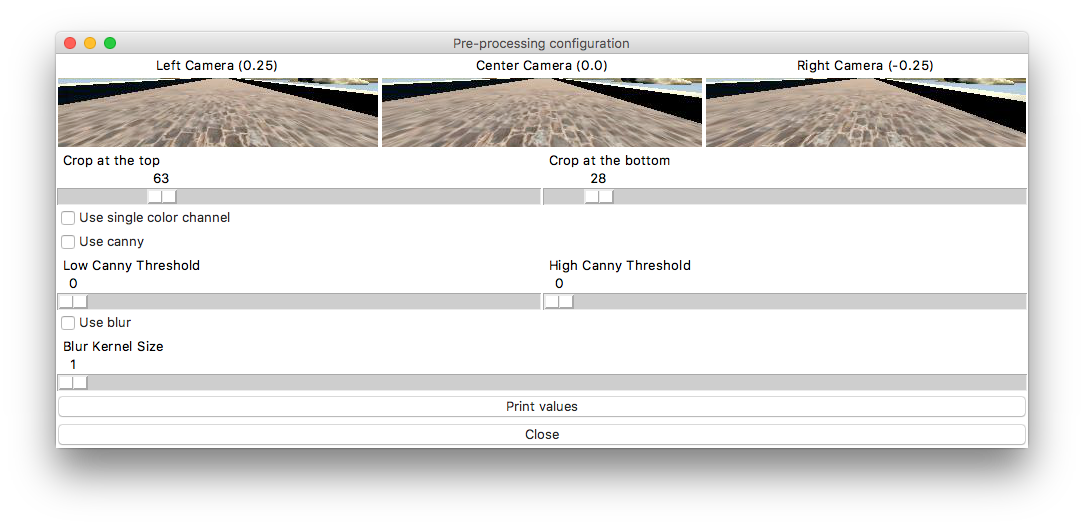 Pre-processing configuration
Left Camera (0.25) Center Camera (0.0) Right Camera (-0.25)
Crop at the top Crop at the bottom
63 28
Use single color channel
Use canny
Low Canny Threshold High Canny Threshold
0 0
Use blur
Blur Kernel Size
1
Print values
Close